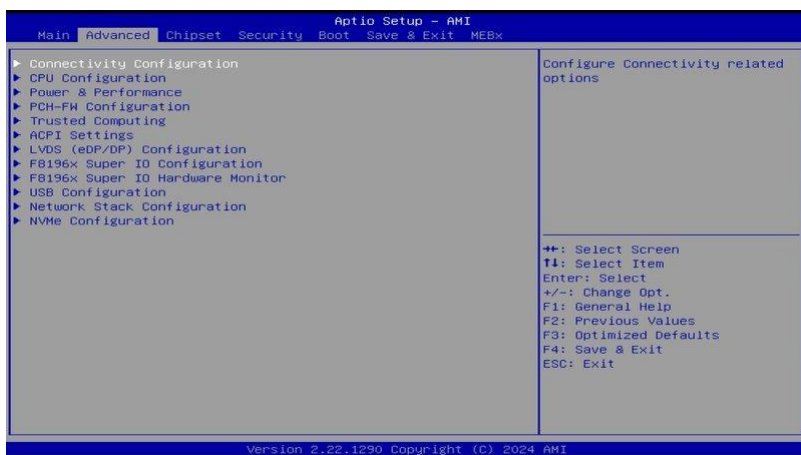 Aptio Setup – AMI
Main Advanced Chipset Security Boot Save & Exit MEBx
▶ Connectivity Configuration
▶ CPU Configuration
▶ Power & Performance
▶ PCH-FW Configuration
▶ Trusted Computing
▶ ACPI Settings
▶ LVDS (eDP/DP) Configuration
▶ F8196x Super IO Configuration
▶ F8196x Super IO Hardware Monitor
▶ USB Configuration
▶ Network Stack Configuration
▶ NVMe Configuration
Configure Connectivity related
options
→←: Select Screen
↑↓: Select Item
Enter: Select
+/-: Change Opt.
F1: General Help
F2: Previous Values
F3: Optimized Defaults
F4: Save & Exit
ESC: Exit
Version 2.22.1290 Copyright (C) 2024 AMI